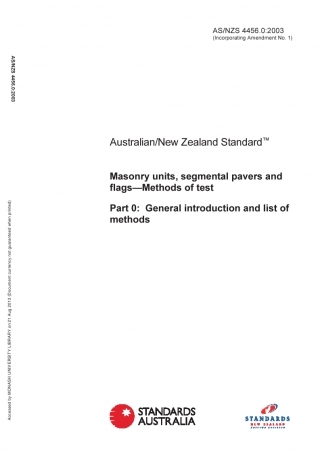 AS/NZS 4456.0:2003
(Incorporating Amendment No. 1)
AS/NZS 4456.0:2003
Australian/New Zealand Standard™
Masonry units, segmental pavers and
flags—Methods of test
Part 0: General introduction and list of
methods
Accessed by MONASH UNIVERSITY LIBRARY on 21 Aug 2013 (Document currency not guaranteed when printed)
STANDARDS
AUSTRALIA
STANDARDS
NEW ZEALAND